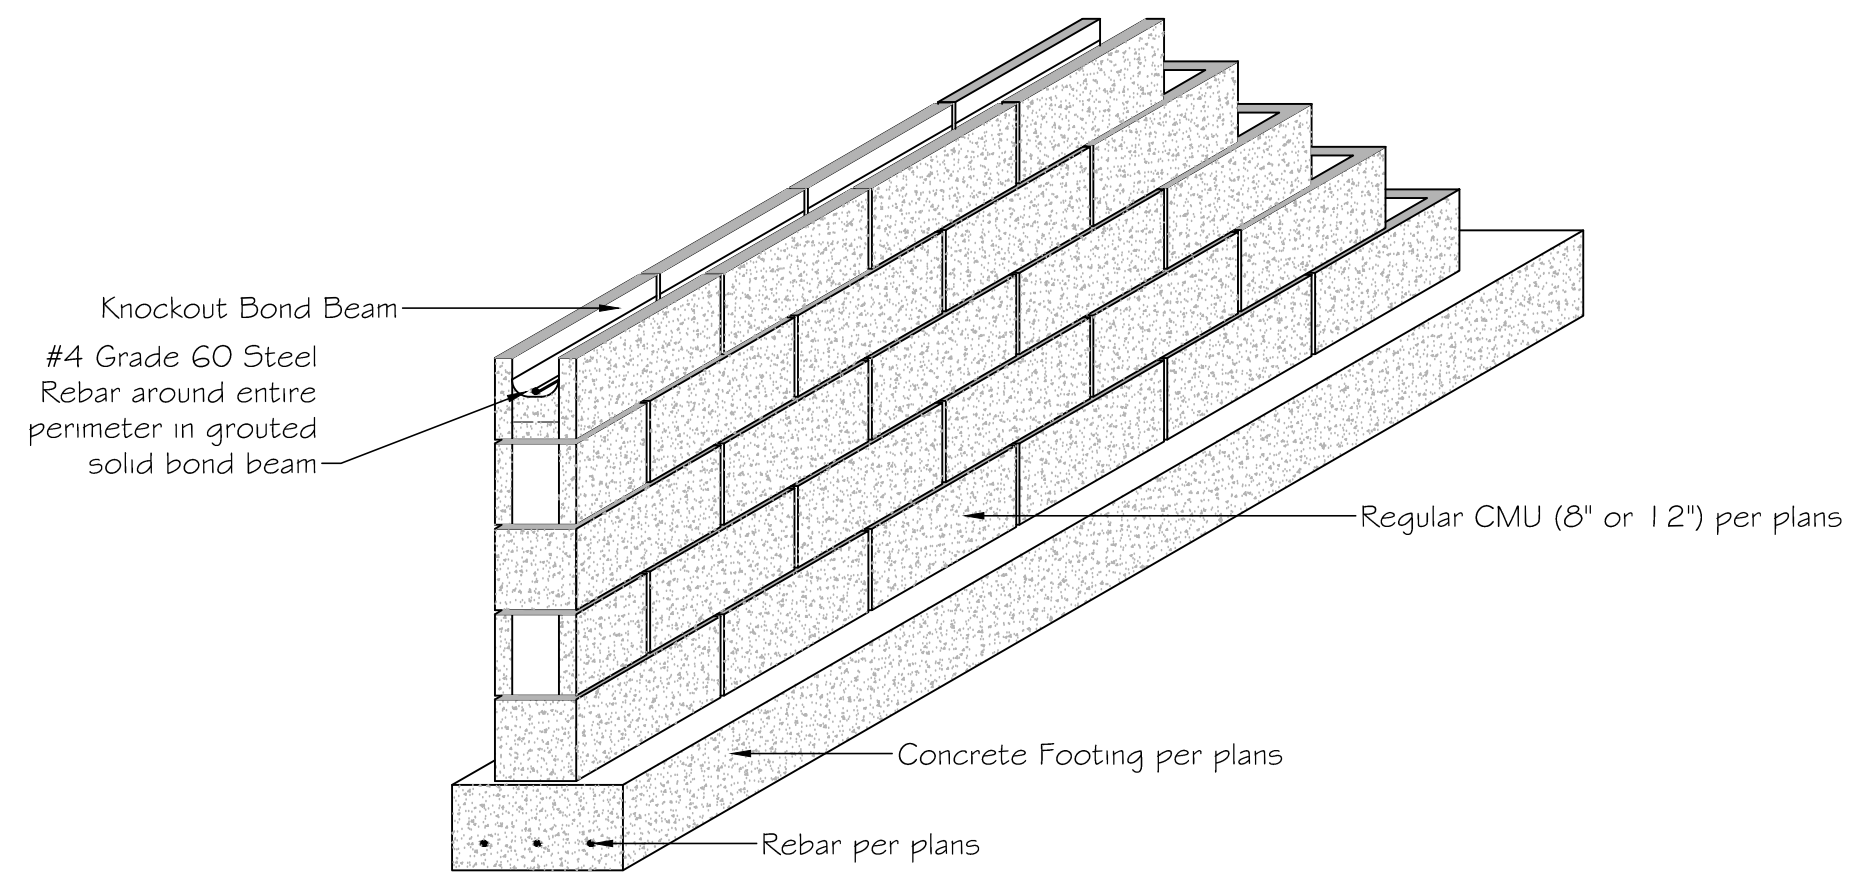 Knockout Bond Beam
#4 Grade 60 Steel
Rebar around entire
perimeter in grouted
solid bond beam
Regular CMU (8" or 12") per plans
Concrete Footing per plans
Rebar per plans